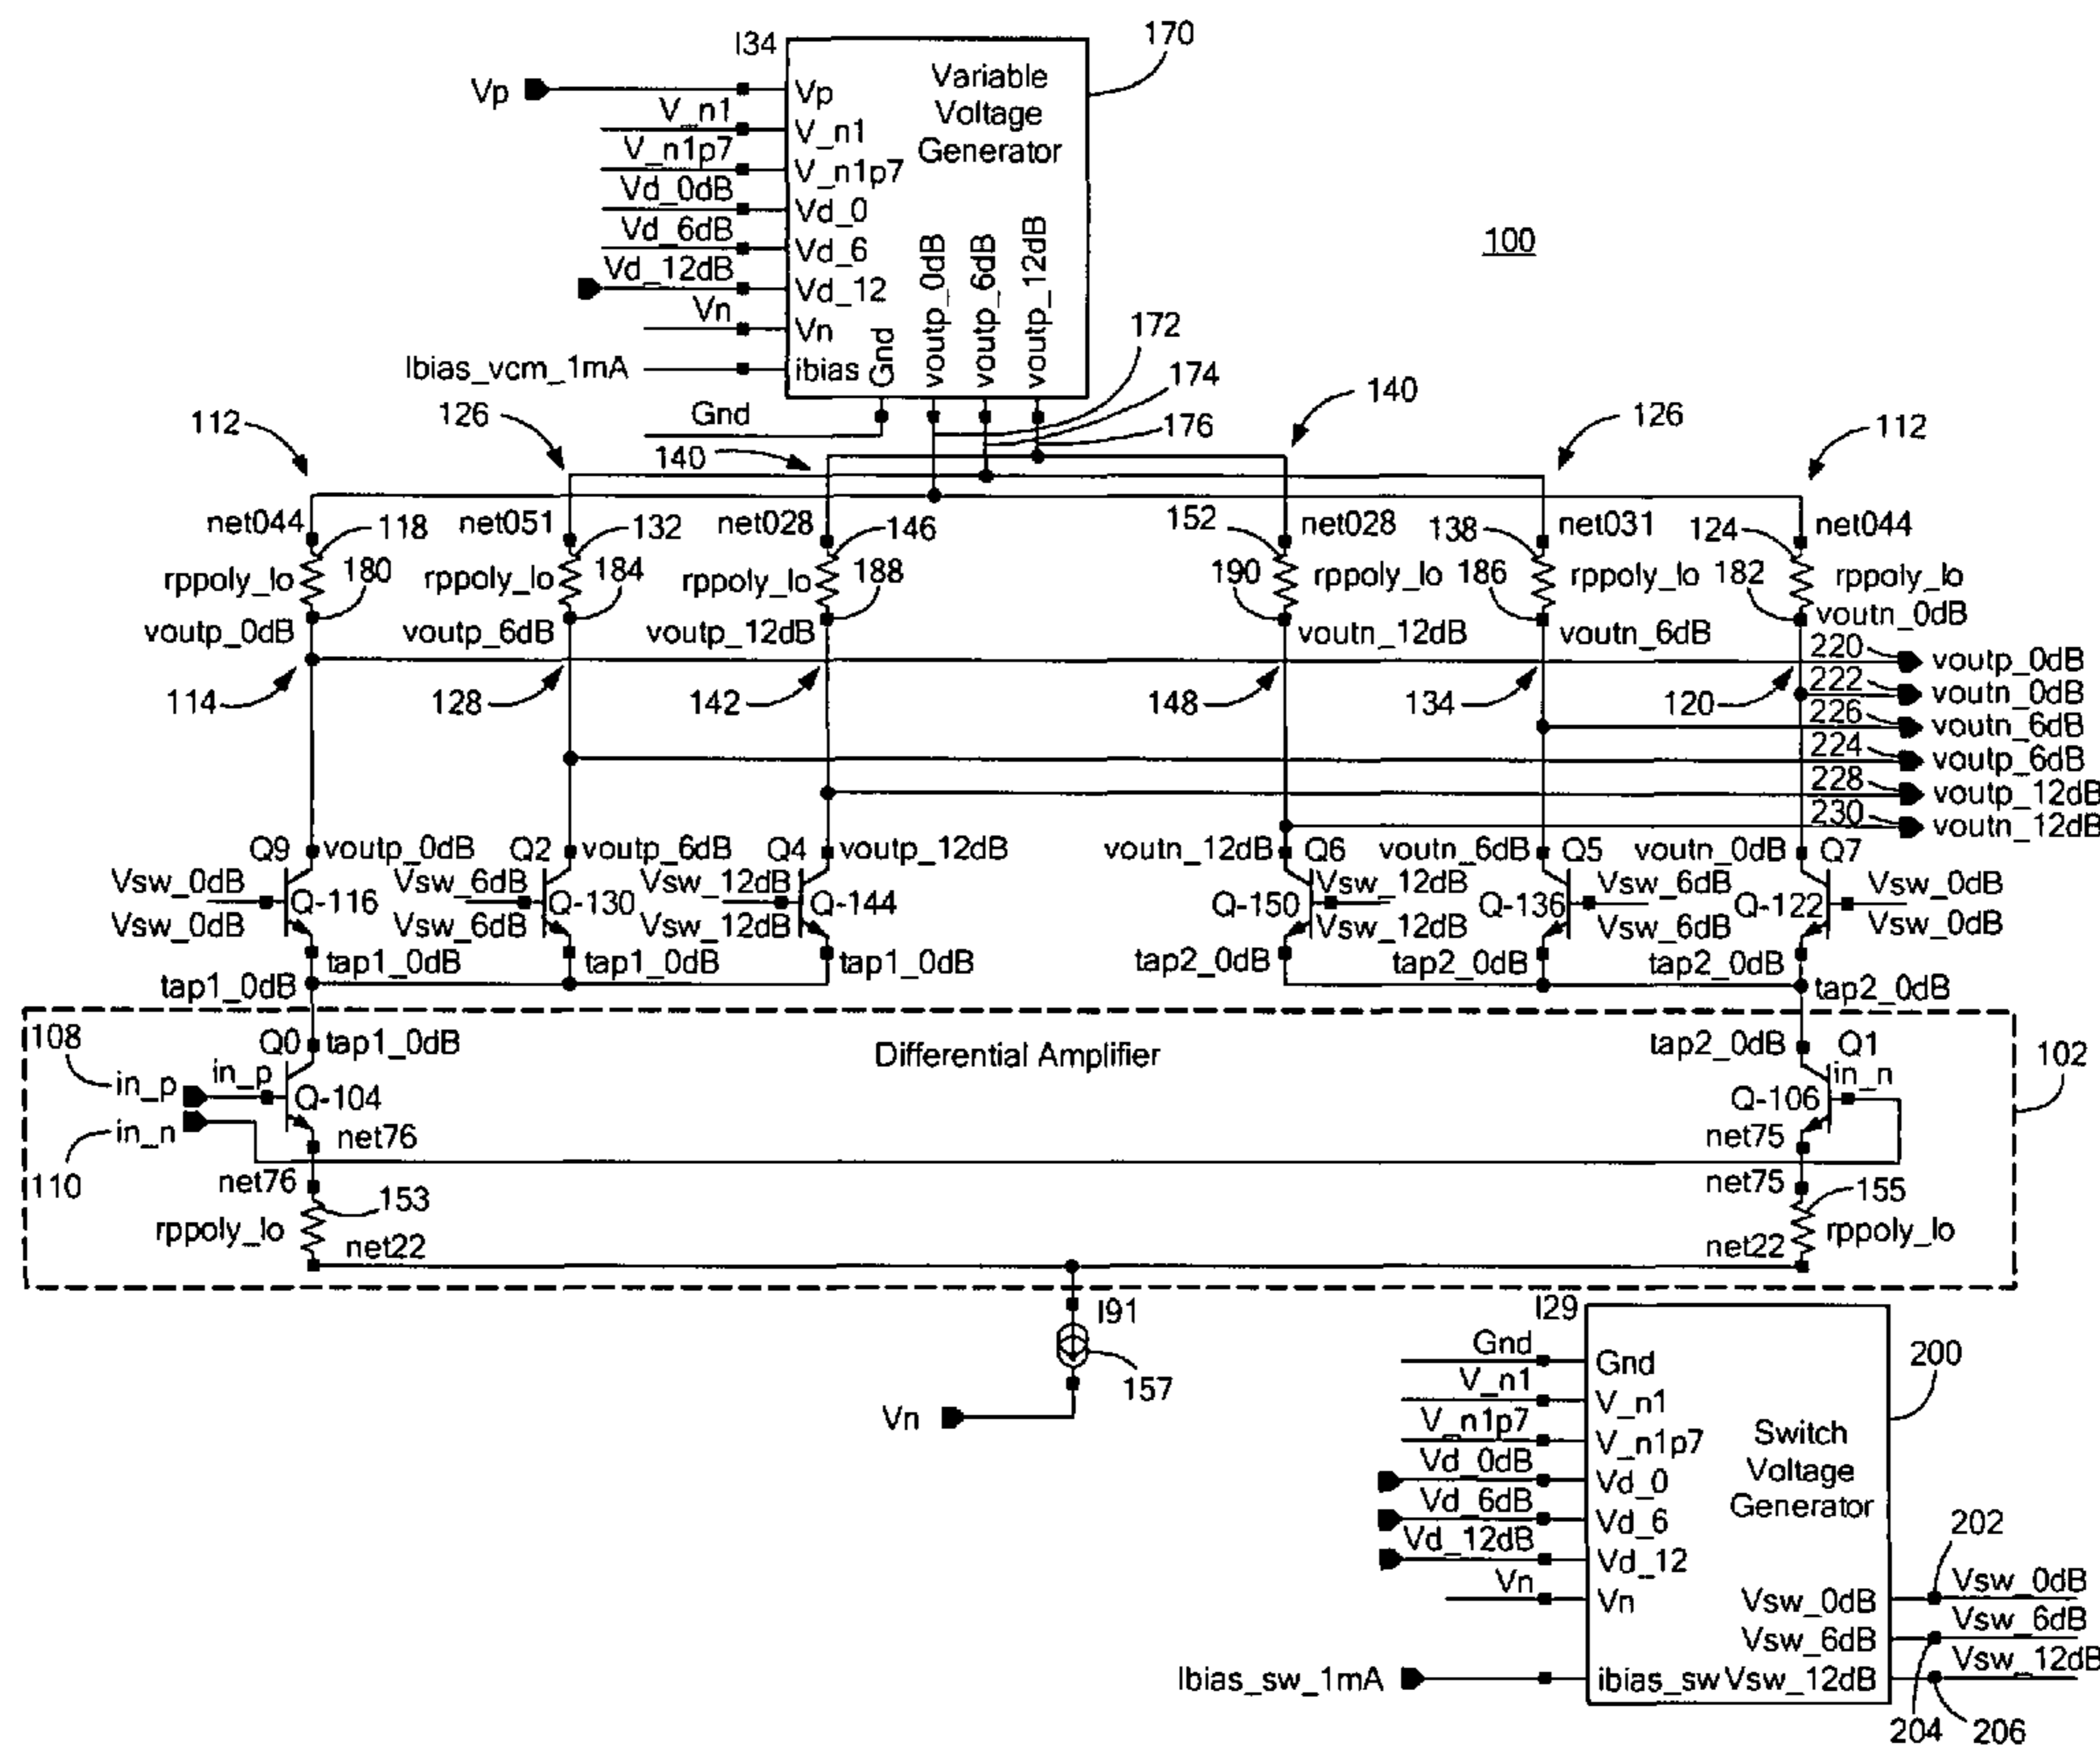 I34
170
Vp
Vp
Variable
Voltage
Generator
V_n1
V_n1
V_n1p7
V_n1p7
Vd_0dB
Vd_0
Vd_6dB
Vd_6
Vd_12dB
Vd_12
Vn
Vn
Ibias_vcm_1mA
ibias
Gnd
Gnd
voutp_0dB
voutp_6dB
voutp_12dB
100
172
174
176
112
126
140
140
126
112
net044
118
net051
132
net028
146
152
net028
138
net031
124
net044
rppoly_lo
180
rppoly_lo
184
rppoly_lo
188
190
rppoly_lo
186
rppoly_lo
182
rppoly_lo
voutp_0dB
voutp_6dB
voutp_12dB
voutn_12dB
voutn_6dB
voutn_0dB
114
128
142
148
134
120
220
voutp_0dB
222
voutn_0dB
226
voutn_6dB
224
voutp_6dB
228
voutp_12dB
230
voutn_12dB
Q9
voutp_0dB
Q2
voutp_6dB
Q4
voutp_12dB
voutn_12dB
Q6
voutn_6dB
Q5
voutn_0dB
Q7
Vsw_0dB
Vsw_6dB
Vsw_12dB
Vsw_12dB
Vsw_6dB
Vsw_0dB
Q-116
Q-130
Q-144
Q-150
Q-136
Q-122
Vsw_0dB
Vsw_6dB
Vsw_12dB
Vsw_12dB
Vsw_6dB
Vsw_0dB
tap1_0dB
tap1_0dB
tap1_0dB
tap2_0dB
tap2_0dB
tap2_0dB
tap1_0dB
tap2_0dB
108
Q0
tap1_0dB
Differential Amplifier
tap2_0dB
Q1
102
in_p
in_p
Q-104
in_n
Q-106
in_n
net76
net75
110
net76
153
net75
155
rppoly_lo
net22
net22
rppoly_lo
I91
157
Vn
I29
200
Gnd
Gnd
V_n1
V_n1
V_n1p7
V_n1p7
Switch
Voltage
Generator
Vd_0dB
Vd_0
Vd_6dB
Vd_6
Vd_12dB
Vd_12
Vn
Vn
202
Vsw_0dB
Vsw_0dB
Vsw_6dB
Vsw_6dB
Ibias_sw_1mA
ibias_sw
Vsw_12dB
Vsw_12dB
204
206